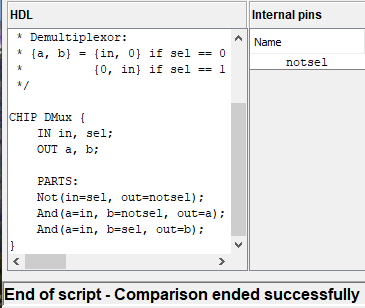 HDL
Internal pins
 * Demultiplexor:
 * {a, b} = {in, 0} if sel == 0
 *          {0, in} if sel == 1
 */
Name
notsel
CHIP DMux {
    IN in, sel;
    OUT a, b;
    PARTS:
    Not(in=sel, out=notsel);
    And(a=in, b=notsel, out=a);
    And(a=in, b=sel, out=b);
}
End of script - Comparison ended successfully